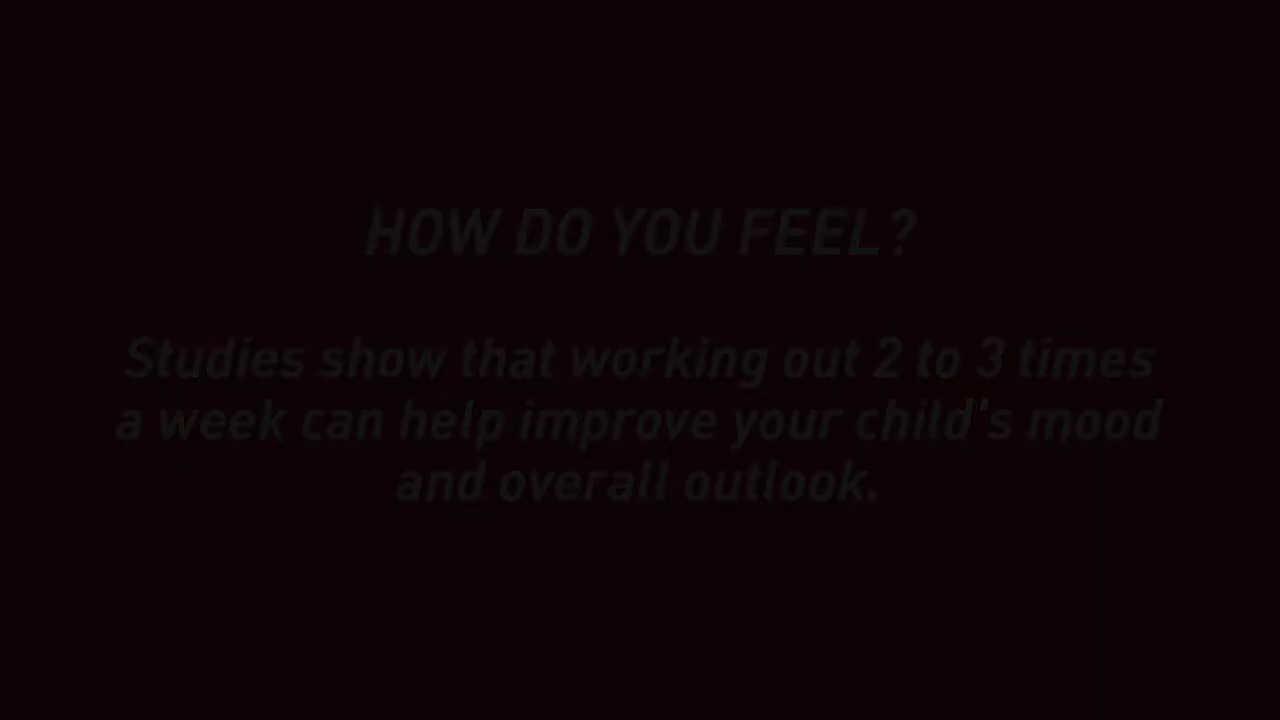 HOW DO YOU FEEL?
Studies show that working out 2 to 3 times
a week can help improve your child's mood
and overall outlook.